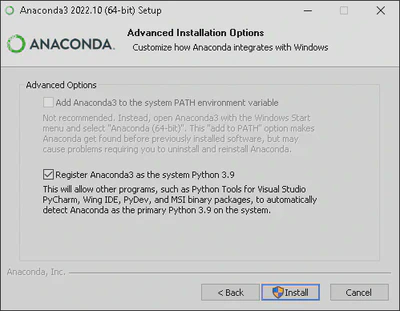 Anaconda3 2022.10 (64-bit) Setup
ANACONDA.
Advanced Installation Options
Customize how Anaconda integrates with Windows
Advanced Options
Add Anaconda3 to the system PATH environment variable
Not recommended. Instead, open Anaconda3 with the Windows Start
menu and select "Anaconda (64-bit)". This "add to PATH" option makes
Anaconda get found before previously installed software, but may
cause problems requiring you to uninstall and reinstall Anaconda.
Register Anaconda3 as the system Python 3.9
This will allow other programs, such as Python Tools for Visual Studio
PyCharm, Wing IDE, PyDev, and MSI binary packages, to automatically
detect Anaconda as the primary Python 3.9 on the system.
Anaconda, Inc.
< Back
Install
Cancel